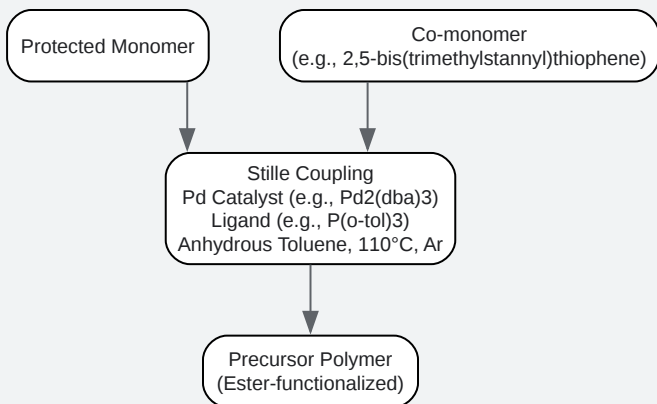 Protected Monomer
Co-monomer
(e.g., 2,5-bis(trimethylstannyl)thiophene)
Stille Coupling
Pd Catalyst (e.g., Pd2(dba)3)
Ligand (e.g., P(o-tol)3)
Anhydrous Toluene, 110°C, Ar
Precursor Polymer
(Ester-functionalized)